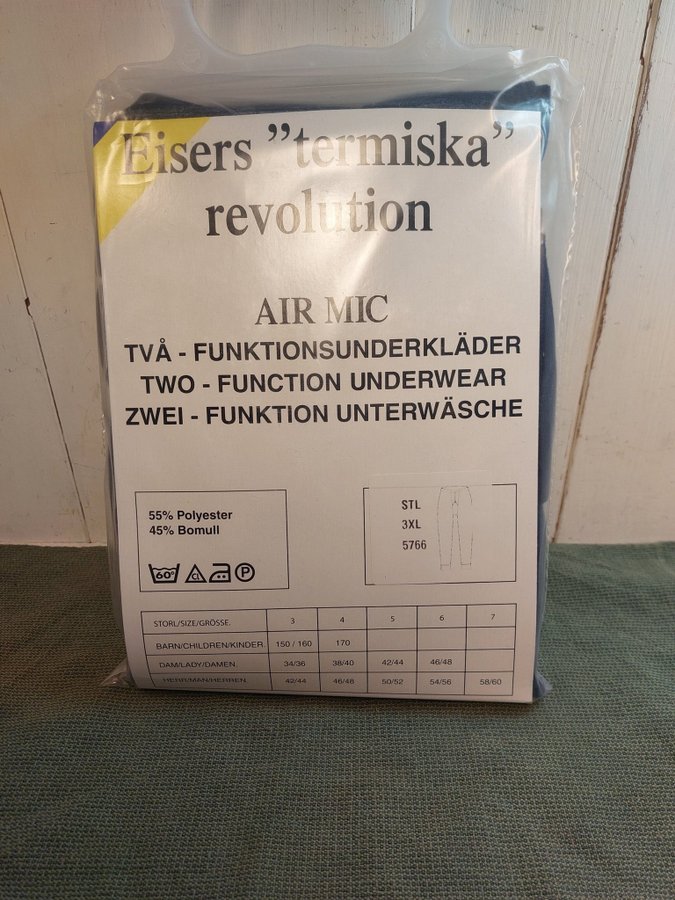 Eisers ”termiska”
revolution
AIR MIC
TVÅ - FUNKTIONSUNDERKLÄDER
TWO - FUNCTION UNDERWEAR
ZWEI - FUNKTION UNTERWÄSCHE
55% Polyester
45% Bomull
60° CL P
STL
3XL
5766
STORL/SIZE/GRÖSSE. 3 4 5 6 7
BARN/CHILDREN/KINDER. 150 / 160 170
DAM/LADY/DAMEN. 34/36 38/40 42/44 46/48
HERR/MAN/HERREN. 42/44 46/48 50/52 54/56 58/60